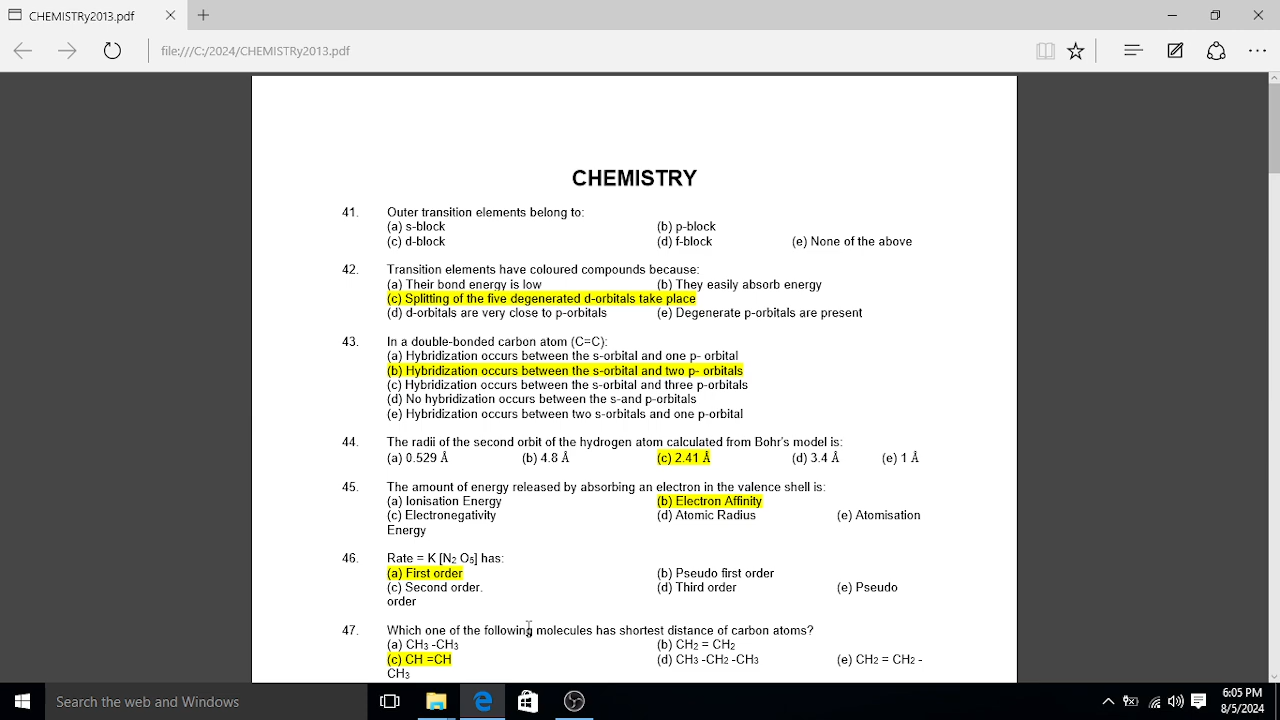 CHEMISTRy2013.pdf
file:///C:/2024/CHEMISTRy2013.pdf
CHEMISTRY
41. Outer transition elements belong to:
(a) s-block (b) p-block
(c) d-block (d) f-block (e) None of the above
42. Transition elements have coloured compounds because:
(a) Their bond energy is low (b) They easily absorb energy
(c) Splitting of the five degenerated d-orbitals take place
(d) d-orbitals are very close to p-orbitals (e) Degenerate p-orbitals are present
43. In a double-bonded carbon atom (C=C):
(a) Hybridization occurs between the s-orbital and one p- orbital
(b) Hybridization occurs between the s-orbital and two p- orbitals
(c) Hybridization occurs between the s-orbital and three p-orbitals
(d) No hybridization occurs between the s-and p-orbitals
(e) Hybridization occurs between two s-orbitals and one p-orbital
44. The radii of the second orbit of the hydrogen atom calculated from Bohr's model is:
(a) 0.529 Å (b) 4.8 Å (c) 2.41 Å (d) 3.4 Å (e) 1 Å
45. The amount of energy released by absorbing an electron in the valence shell is:
(a) Ionisation Energy (b) Electron Affinity
(c) Electronegativity (d) Atomic Radius (e) Atomisation
Energy
46. Rate = K [N2 O5] has:
(a) First order (b) Pseudo first order
(c) Second order. (d) Third order (e) Pseudo
order
47. Which one of the following molecules has shortest distance of carbon atoms?
(a) CH3 -CH3 (b) CH2 = CH2
(c) CH =CH (d) CH3 -CH2 -CH3 (e) CH2 = CH2 -
CH3
Search the web and Windows
6:05 PM
8/5/2024